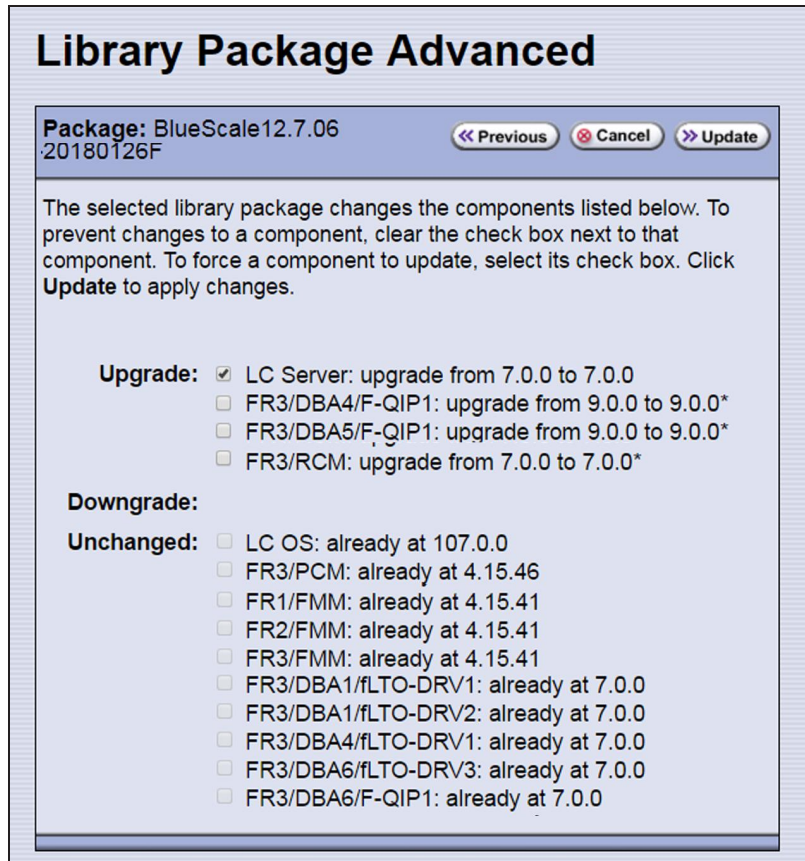 Library Package Advanced
Package: BlueScale12.7.06
-20180126F
Previous
Cancel
Update
The selected library package changes the components listed below. To
prevent changes to a component, clear the check box next to that
component. To force a component to update, select its check box. Click
Update to apply changes.
Upgrade: LC Server: upgrade from 7.0.0 to 7.0.0
FR3/DBA4/F-QIP1: upgrade from 9.0.0 to 9.0.0*
FR3/DBA5/F-QIP1: upgrade from 9.0.0 to 9.0.0*
FR3/RCM: upgrade from 7.0.0 to 7.0.0*
Downgrade:
Unchanged: LC OS: already at 107.0.0
FR3/PCM: already at 4.15.46
FR1/FMM: already at 4.15.41
FR2/FMM: already at 4.15.41
FR3/FMM: already at 4.15.41
FR3/DBA1/fLTO-DRV1: already at 7.0.0
FR3/DBA1/fLTO-DRV2: already at 7.0.0
FR3/DBA4/fLTO-DRV1: already at 7.0.0
FR3/DBA6/fLTO-DRV3: already at 7.0.0
FR3/DBA6/F-QIP1: already at 7.0.0